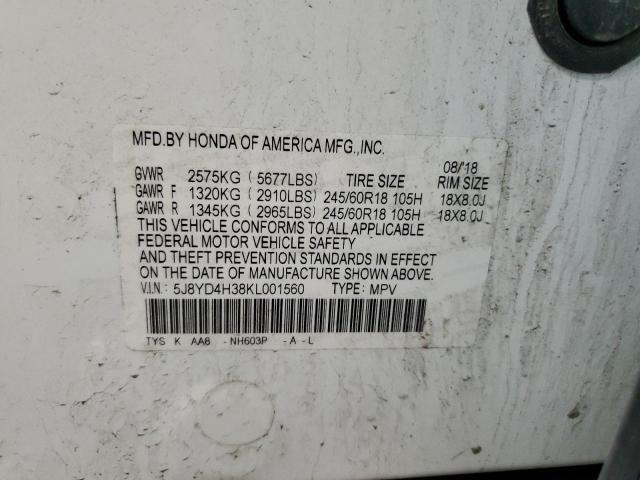 MFD.BY HONDA OF AMERICA MFG.,INC.
08/'18
GVWR 2575KG ( 5677LBS) TIRE SIZE RIM SIZE
GAWR F 1320KG ( 2910LBS) 245/60R18 105H 18X8.0J
GAWR R 1345KG ( 2965LBS) 245/60R18 105H 18X8.0J
THIS VEHICLE CONFORMS TO ALL APPLICABLE
FEDERAL MOTOR VEHICLE SAFETY
AND THEFT PREVENTION STANDARDS IN EFFECT
ON THE DATE OF MANUFACTURE SHOWN ABOVE.
V.I.N.: 5J8YD4H38KL001560 TYPE: MPV
TYS K AA8 -NH603P -A-L